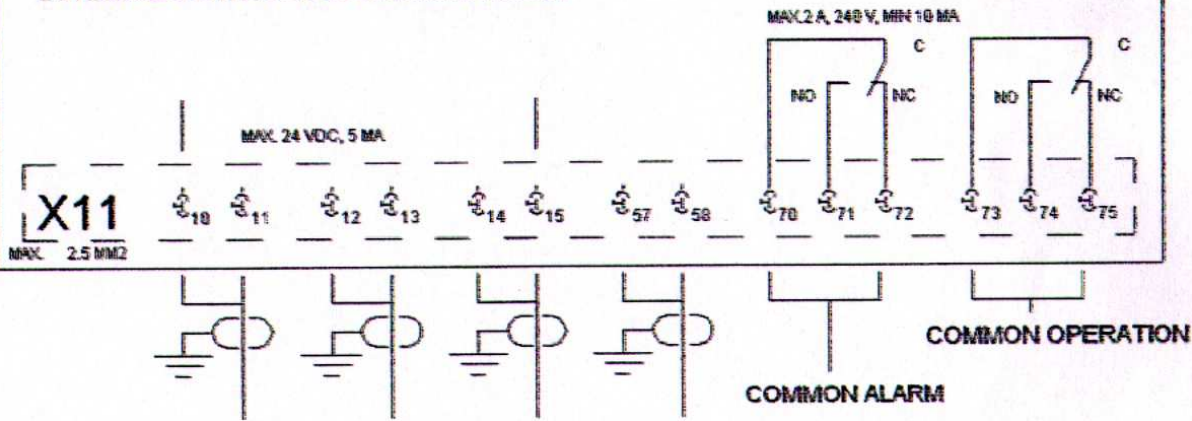 MAX.2 A, 240 V, MIN 10 MA
C
C
NO
NC
NO
NC
MAX. 24 VDC, 5 MA
X11
10
11
12
13
14
15
57
58
70
71
72
73
74
75
MAX. 2.5 MM2
COMMON OPERATION
COMMON ALARM